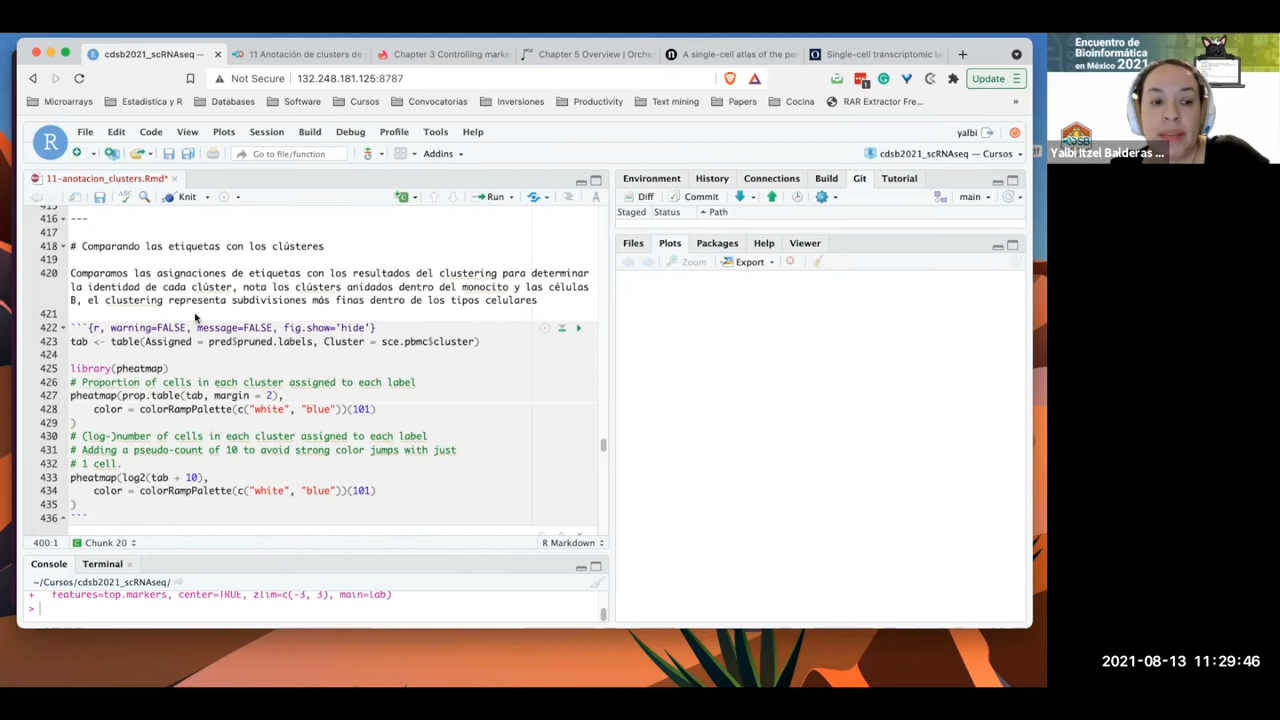 cdsb2021_scRNAseq —
11 Anotación de clusters de
Chapter 3 Controlling marke
Chapter 5 Overview | Orche
A single-cell atlas of the per
Single-cell transcriptomic la
Not Secure
132.248.181.125:8787
Update
Microarrays
Estadistica y R
Databases
Software
Cursos
Convocatorias
Inversiones
Productivity
Text mining
Papers
Cocina
RAR Extractor Fre...
»
R
File Edit Code View Plots Session Build Debug Profile Tools Help
yalbi
Go to file/function
Addins
cdsb2021_scRNAseq — Cursos
11-anotacion_clusters.Rmd*
Knit
Run
415
416 ---
417
418 # Comparando las etiquetas con los clústeres
419
420 Comparamos las asignaciones de etiquetas con los resultados del clustering para determinar
la identidad de cada clúster, nota los clústers anidados dentro del monocito y las células
B, el clustering representa subdivisiones más finas dentro de los tipos celulares
421
422 ```{r, warning=FALSE, message=FALSE, fig.show='hide'}
423 tab <- table(Assigned = pred$pruned.labels, Cluster = sce.pbmc$cluster)
424
425 library(pheatmap)
426 # Proportion of cells in each cluster assigned to each label
427 pheatmap(prop.table(tab, margin = 2),
428 color = colorRampPalette(c("white", "blue"))(101)
429 )
430 # (log-)number of cells in each cluster assigned to each label
431 # Adding a pseudo-count of 10 to avoid strong color jumps with just
432 # 1 cell.
433 pheatmap(log2(tab + 10),
434 color = colorRampPalette(c("white", "blue"))(101)
435 )
436 ```
400:1
Chunk 20
R Markdown
Console Terminal
~/Cursos/cdsb2021_scRNAseq/
+ features=top.markers, center=TRUE, zlim=c(-3, 3), main=lab)
>
Environment History Connections Build Git Tutorial
Diff Commit
main
Staged Status Path
Files Plots Packages Help Viewer
Zoom Export
Encuentro de
Bioinformática
en México 2021
Yalbi Itzel Balderas ...
2021-08-13 11:29:46